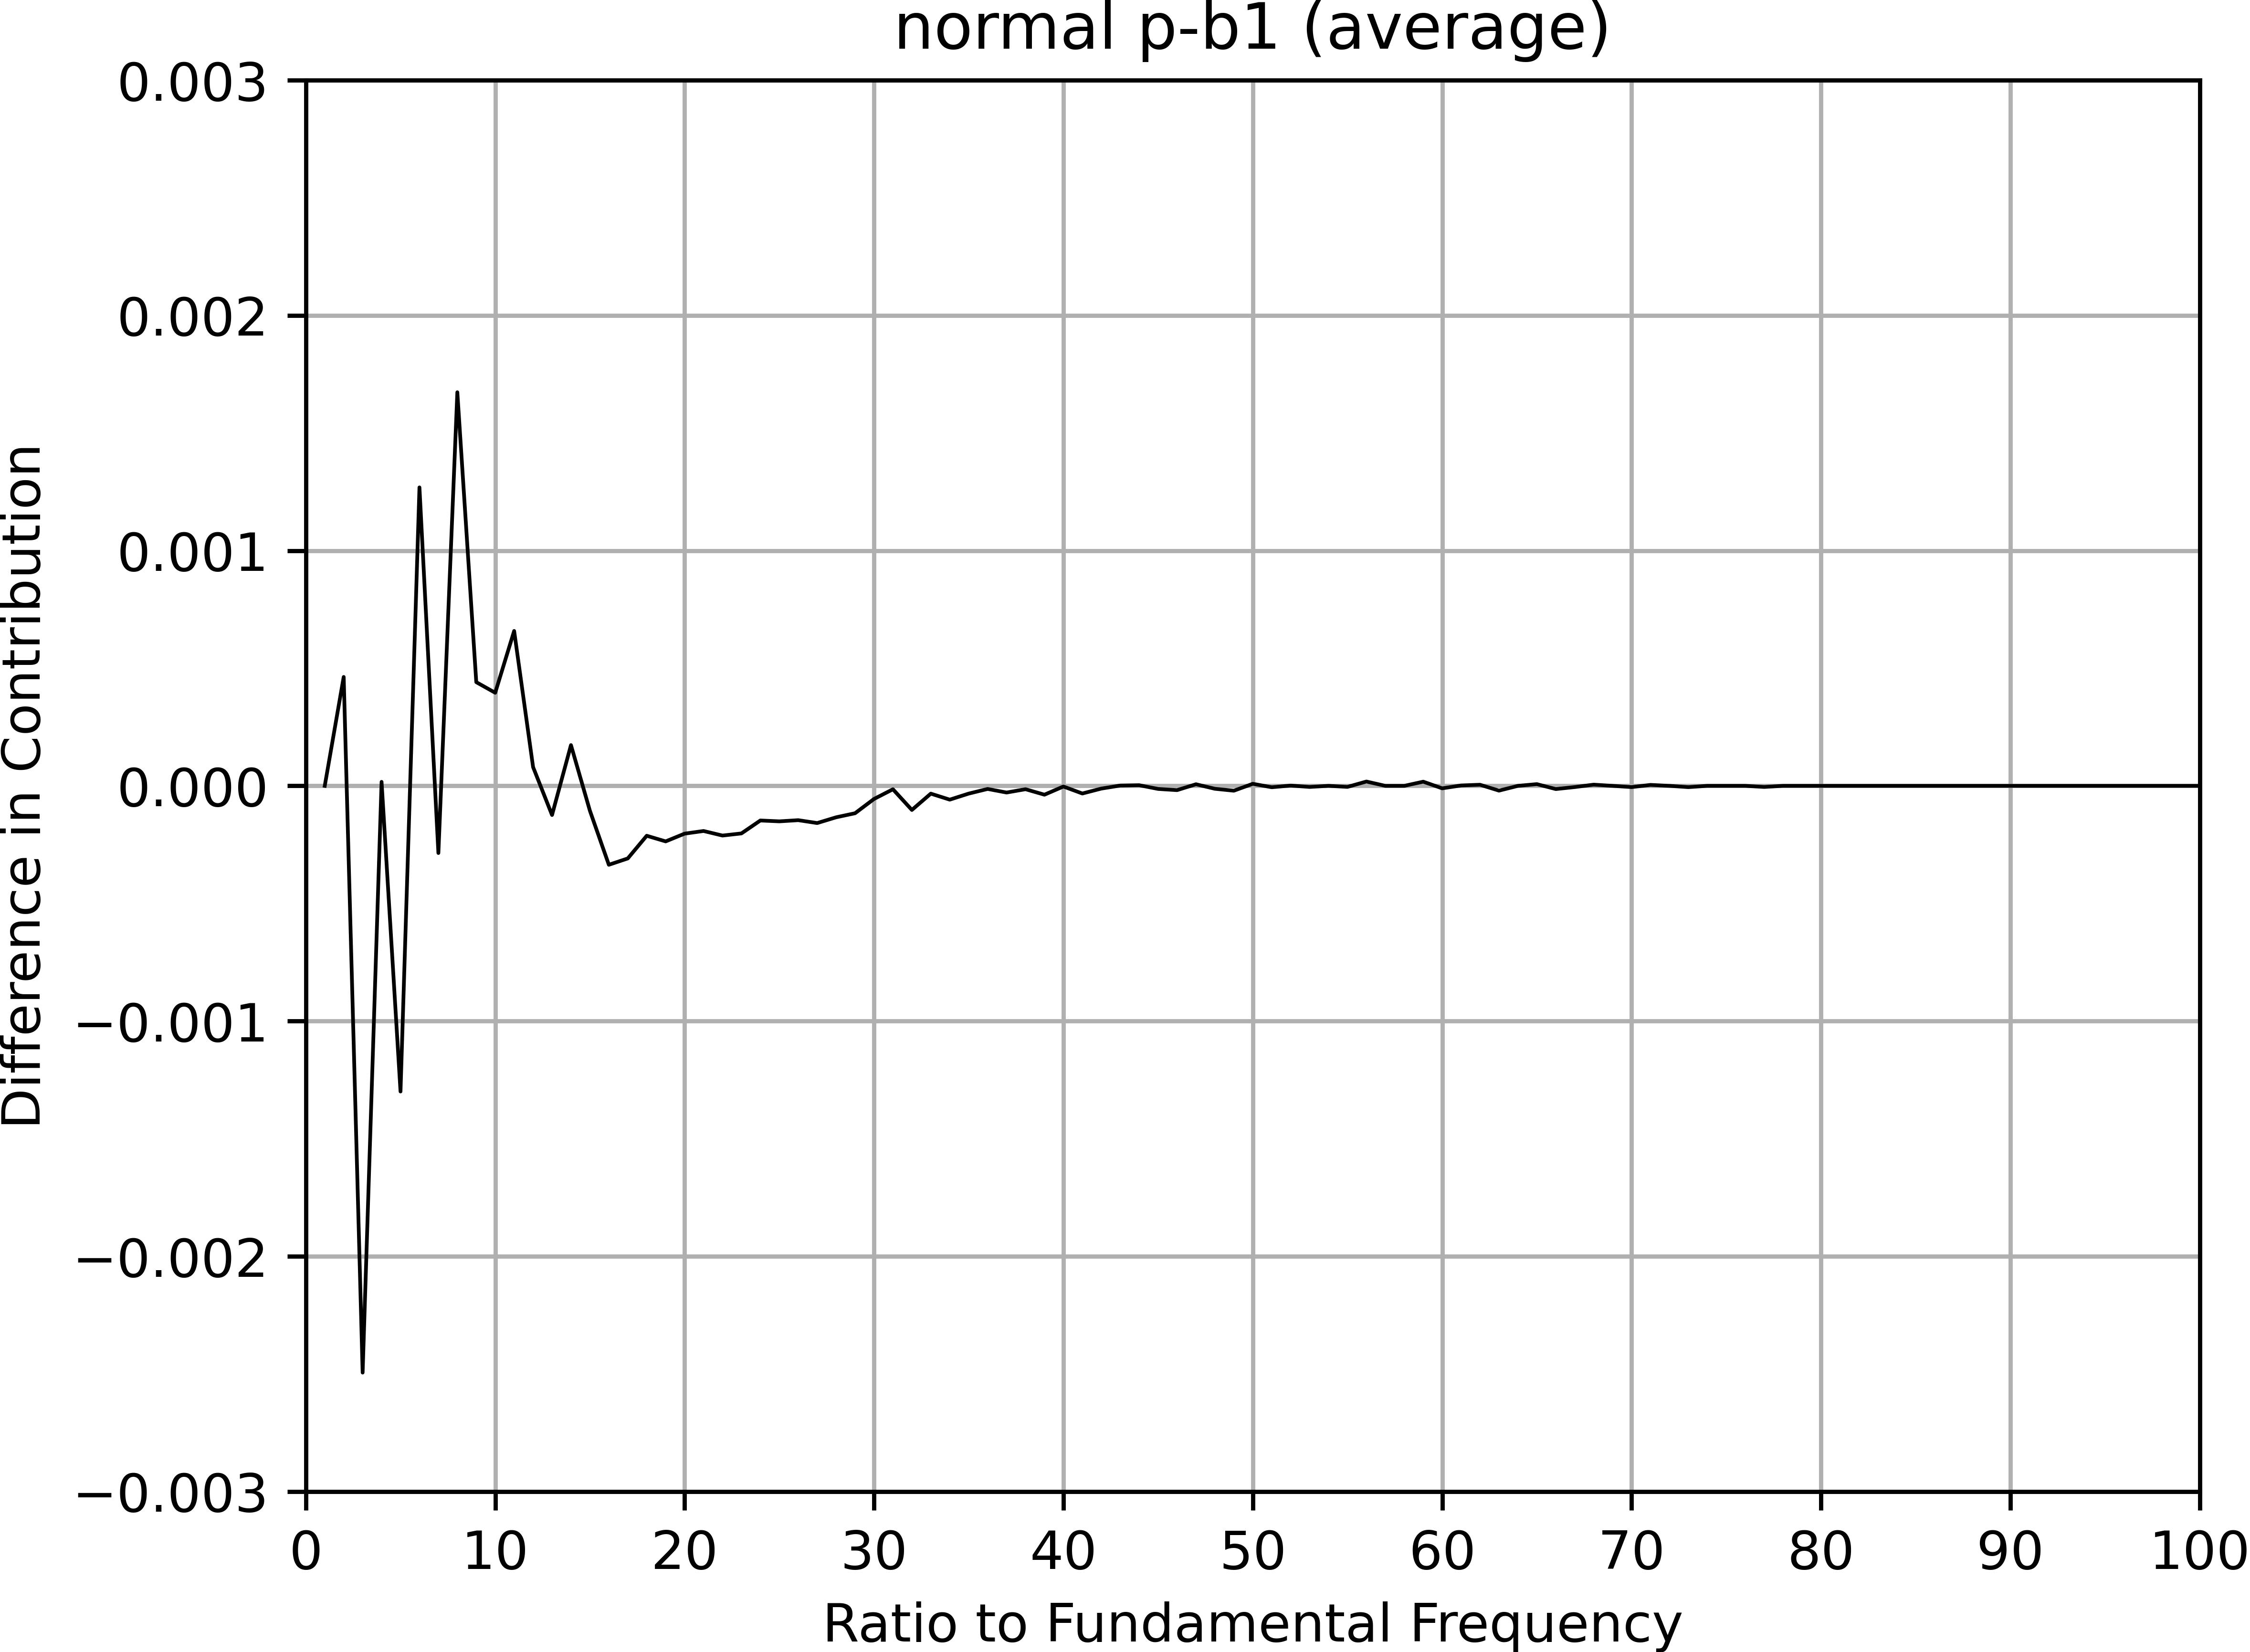 normal p-b1 (average)
0.003
0.002
0.001
0.000
−0.001
−0.002
−0.003
Difference in Contribution
0 10 20 30 40 50 60 70 80 90 100
Ratio to Fundamental Frequency